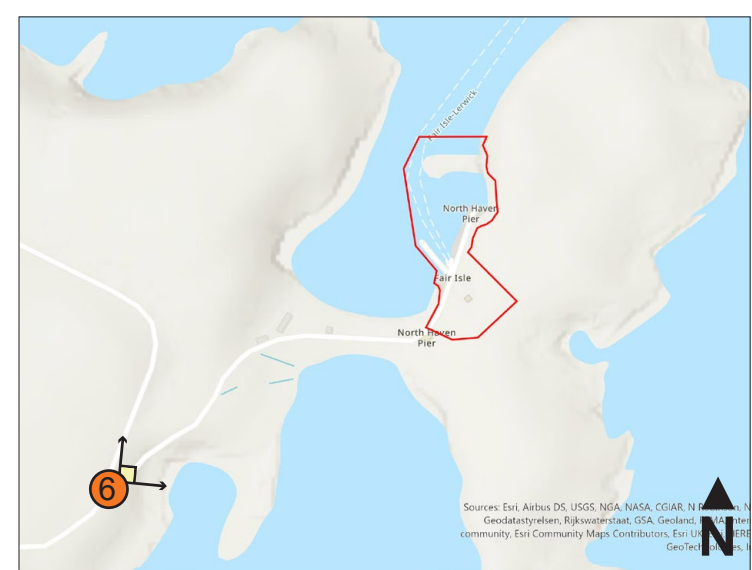 Fair Isle-Lerwick
North Haven
Pier
Fair Isle
North Haven
Pier
6
Sources: Esri, Airbus DS, USGS, NGA, NASA, CGIAR, N
Geodatastyrelsen, Rijkswaterstaat, GSA, Geoland,
community, Esri Community Maps Contributors, Esri UK,
N